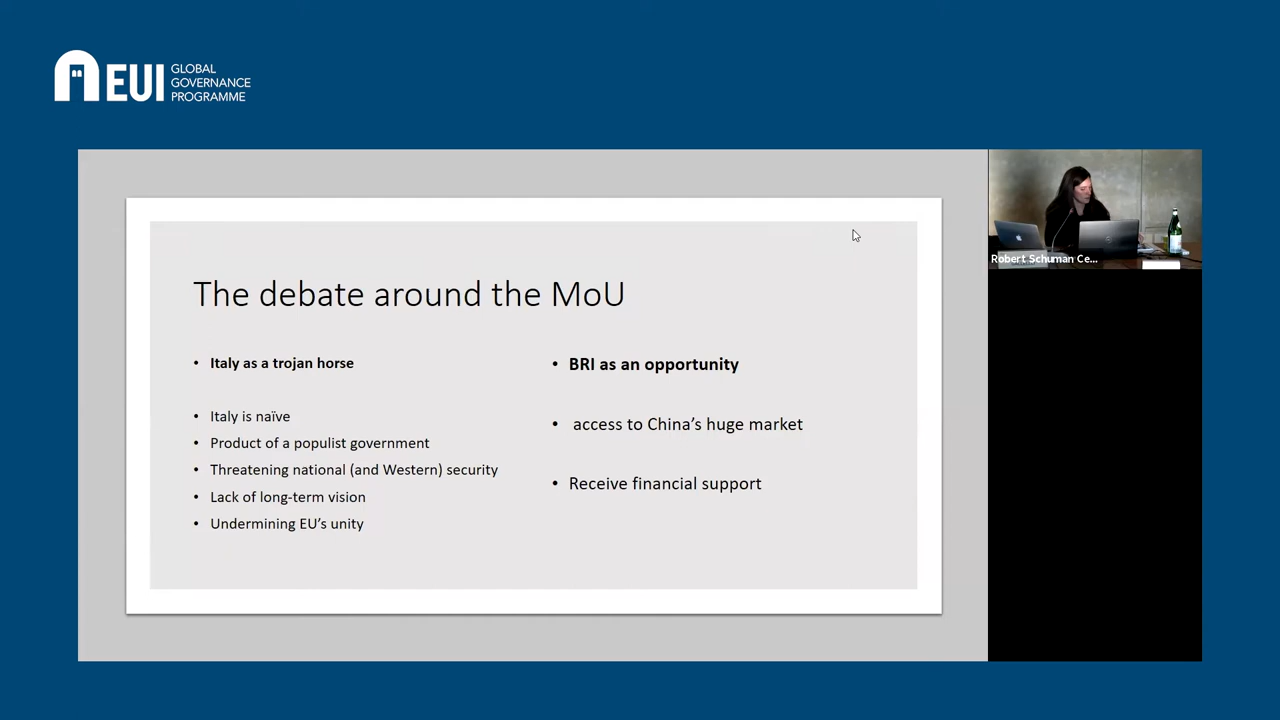 EUI
GLOBAL
GOVERNANCE
PROGRAMME
The debate around the MoU
• Italy as a trojan horse
• Italy is naïve
• Product of a populist government
• Threatening national (and Western) security
• Lack of long-term vision
• Undermining EU’s unity
• BRI as an opportunity
• access to China’s huge market
• Receive financial support
Robert Schuman Ce...